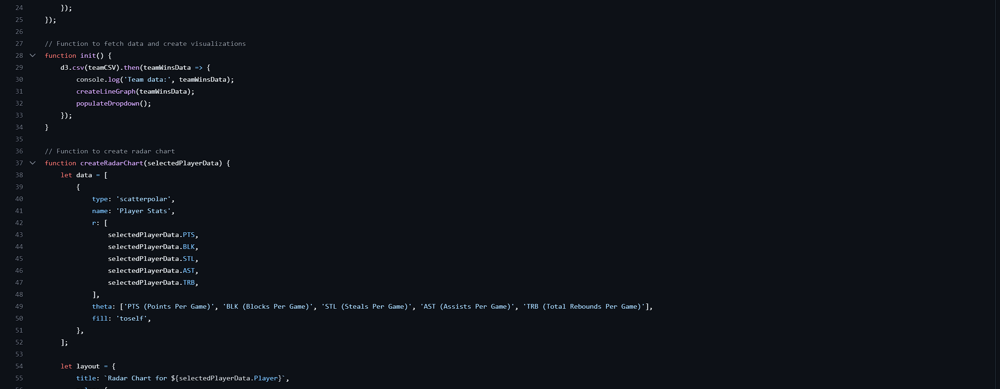 24 });
25 });
26
27 // Function to fetch data and create visualizations
28 function init() {
29 d3.csv(teamCSV).then(teamWinsData => {
30 console.log('Team data:', teamWinsData);
31 createLineGraph(teamWinsData);
32 populateDropdown();
33 });
34 }
35
36 // Function to create radar chart
37 function createRadarChart(selectedPlayerData) {
38 let data = [
39 {
40 type: 'scatterpolar',
41 name: 'Player Stats',
42 r: [
43 selectedPlayerData.PTS,
44 selectedPlayerData.BLK,
45 selectedPlayerData.STL,
46 selectedPlayerData.AST,
47 selectedPlayerData.TRB,
48 ],
49 theta: ['PTS (Points Per Game)', 'BLK (Blocks Per Game)', 'STL (Steals Per Game)', 'AST (Assists Per Game)', 'TRB (Total Rebounds Per Game)'],
50 fill: 'toself',
51 },
52 ];
53
54 let layout = {
55 title: `Radar Chart for ${selectedPlayerData.Player}`,